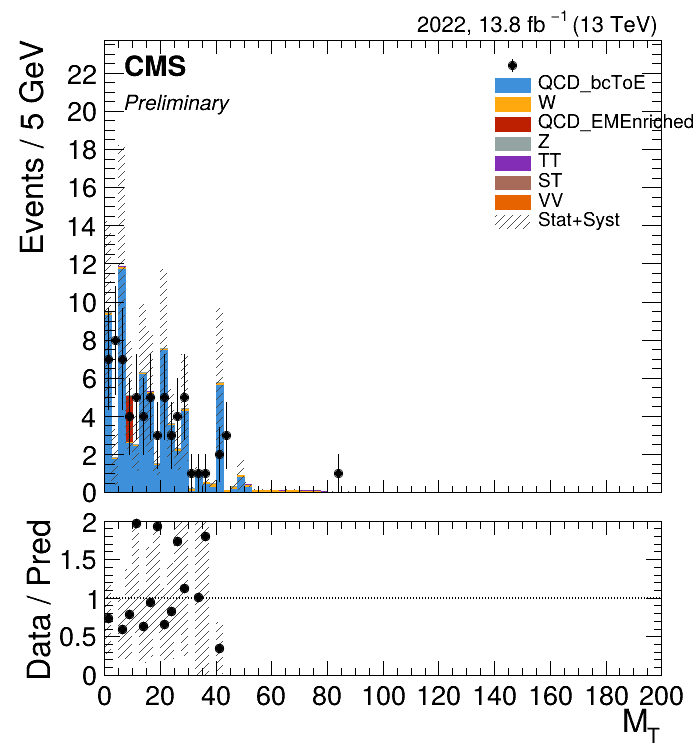 2022, 13.8 fb⁻¹ (13 TeV)
CMS
Preliminary
Events / 5 GeV
22
20
18
16
14
12
10
8
6
4
2
0
QCD_bcToE
W
QCD_EMEnriched
Z
TT
ST
VV
Stat+Syst
Data / Pred
2
1.5
1
0.5
0
0 20 40 60 80 100 120 140 160 180 200
M_T